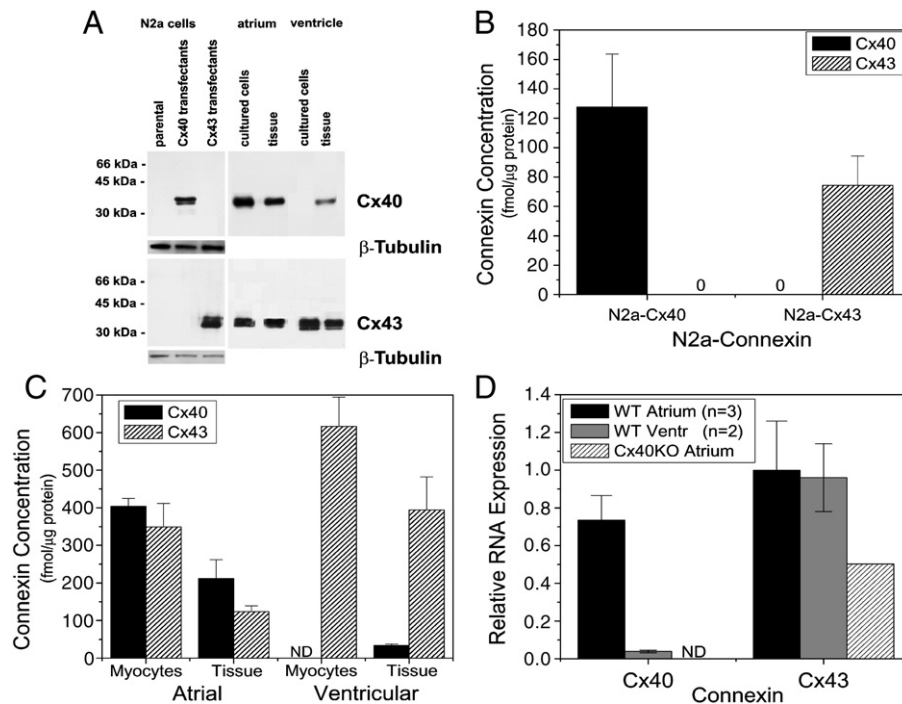 A
N2a cells atrium ventricle
parental
Cx40 transfectants
Cx43 transfectants
cultured cells
tissue
cultured cells
tissue
66 kDa -
45 kDa -
30 kDa -
Cx40
β-Tubulin
66 kDa -
45 kDa -
30 kDa -
Cx43
β-Tubulin
B
Connexin Concentration
(fmol/µg protein)
180
160
140
120
100
80
60
40
20
0
Cx40
Cx43
0 0
N2a-Cx40 N2a-Cx43
N2a-Connexin
C
Connexin Concentration
(fmol/µg protein)
700
600
500
400
300
200
100
0
Cx40
Cx43
ND
Myocytes Tissue Myocytes Tissue
Atrial Ventricular
D
Relative RNA Expression
1.4
1.2
1.0
0.8
0.6
0.4
0.2
0.0
WT Atrium (n=3)
WT Ventr (n=2)
Cx40KO Atrium
ND
Cx40 Cx43
Connexin